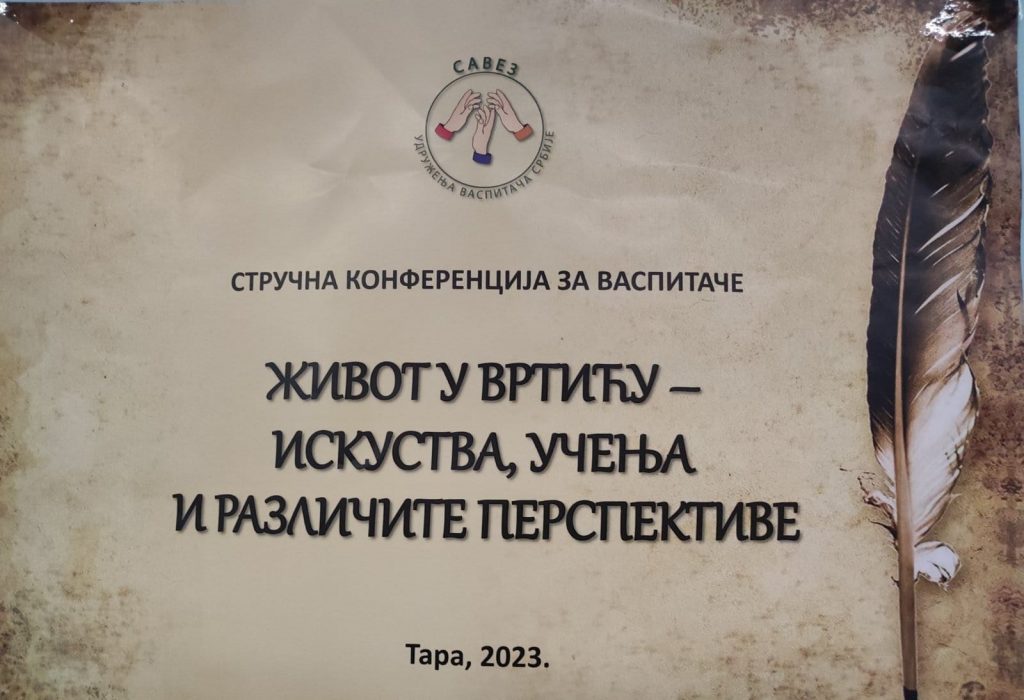 САВЕЗ
УДРУЖЕЊА ВАСПИТАЧА СРБИЈЕ
СТРУЧНА КОНФЕРЕНЦИЈА ЗА ВАСПИТАЧЕ
ЖИВОТ У ВРТИЋУ –
ИСКУСТВА, УЧЕЊА
И РАЗЛИЧИТЕ ПЕРСПЕКТИВЕ
Тара, 2023.